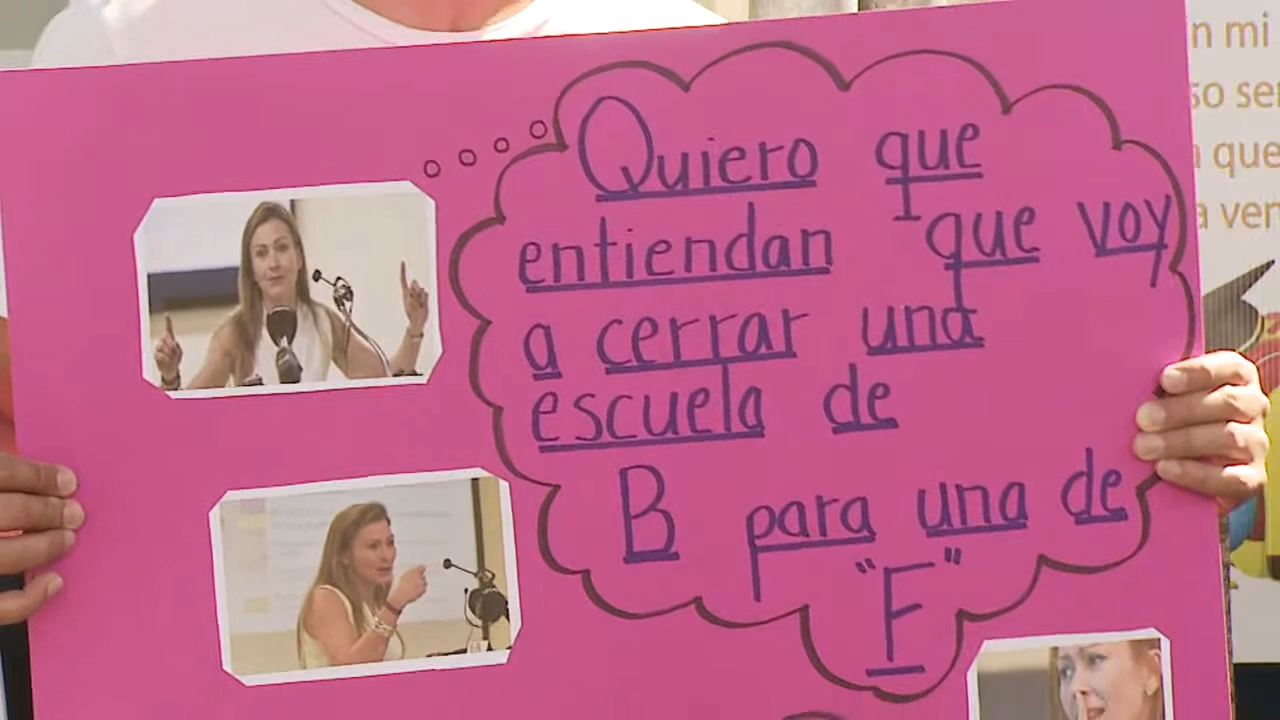 Quiero que
entiendan que voy
a cerrar una
escuela de
B para una de
"F"
n mi
so ser
que
a ver